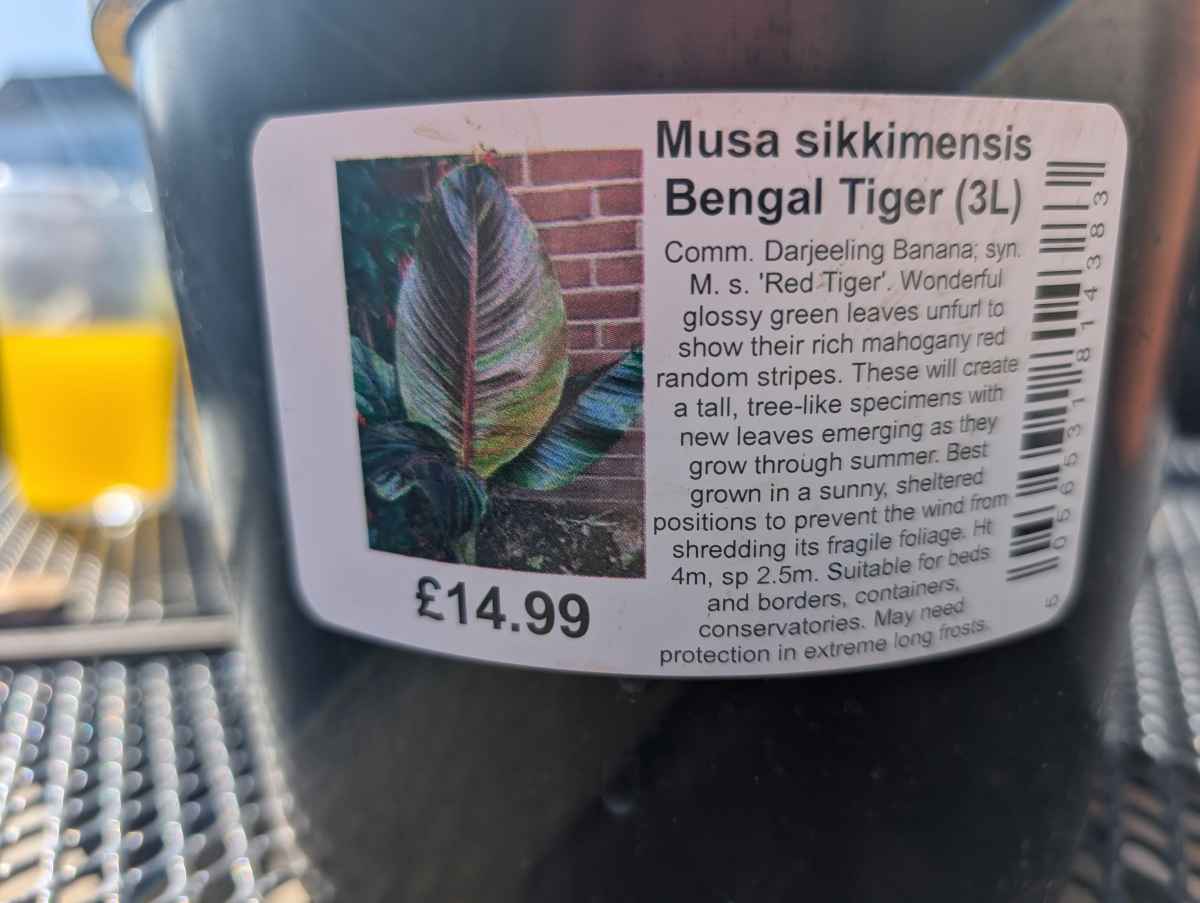 Musa sikkimensis
Bengal Tiger (3L)
Comm. Darjeeling Banana; syn.
M. s. 'Red Tiger'. Wonderful
glossy green leaves unfurl to
show their rich mahogany red
random stripes. These will create
a tall, tree-like specimens with
new leaves emerging as they
grow through summer. Best
grown in a sunny, sheltered
positions to prevent the wind from
shredding its fragile foliage. Ht
4m, sp 2.5m. Suitable for beds
and borders, containers,
conservatories. May need
protection in extreme long frosts.
£14.99